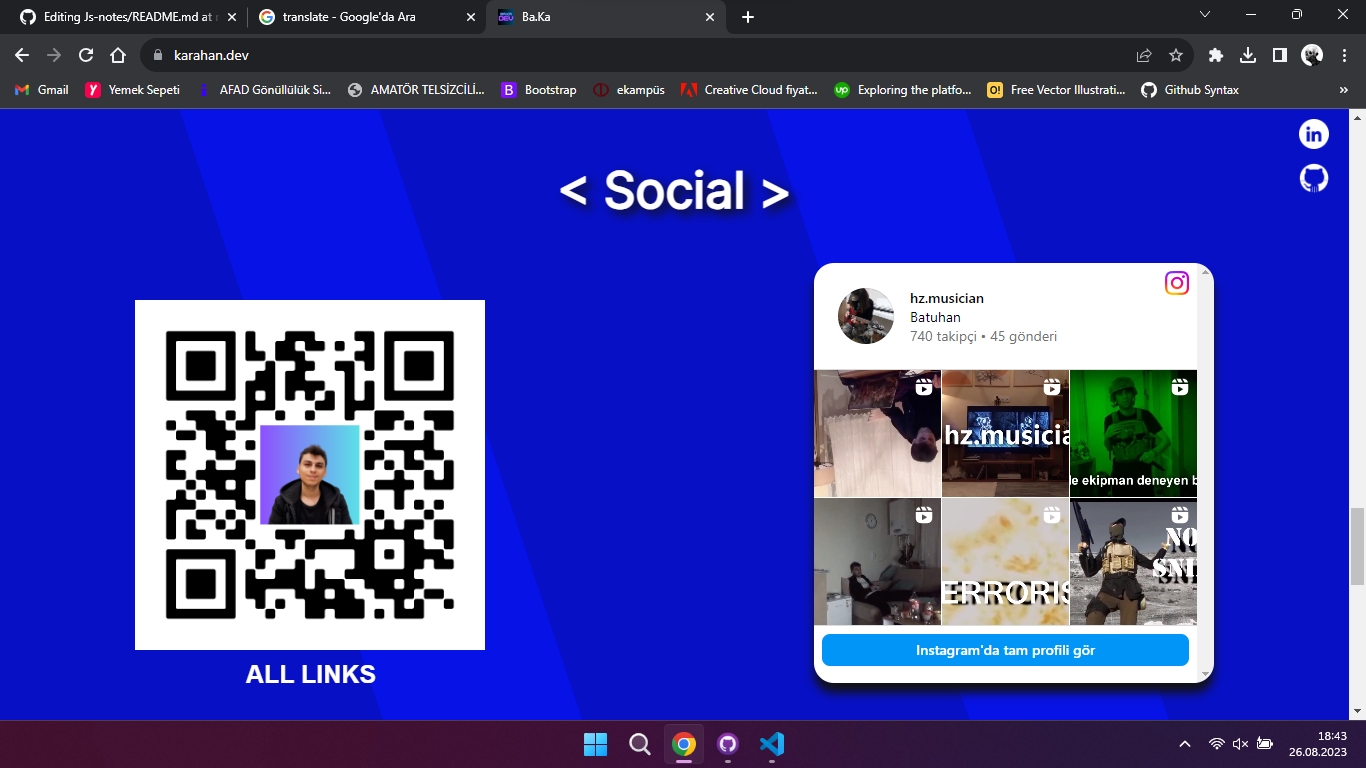 Editing Js-notes/README.md at
translate - Google'da Ara
Ba.Ka
karahan.dev
Gmail
Yemek Sepeti
AFAD Gönüllülük Si...
AMATÖR TELSİZCİLİ...
Bootstrap
ekampüs
Creative Cloud fiyat...
Exploring the platfo...
Free Vector Illustrati...
Github Syntax
»
< Social >
hz.musician
Batuhan
740 takipçi • 45 gönderi
hz.musicia
le ekipman deneyen b
ERRORIS
NO
SNI
Instagram'da tam profili gör
ALL LINKS
18:43
26.08.2023